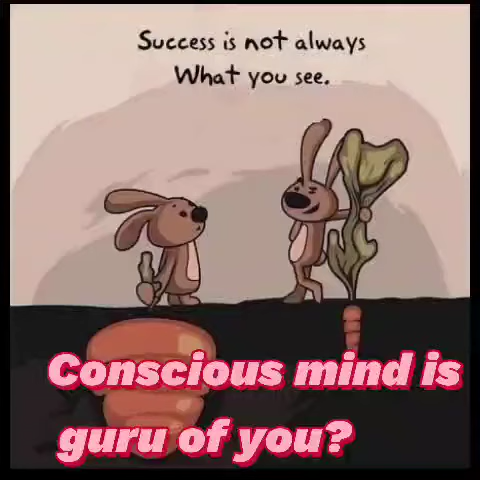 Success is not always
What you see.
Conscious mind is
guru of you?